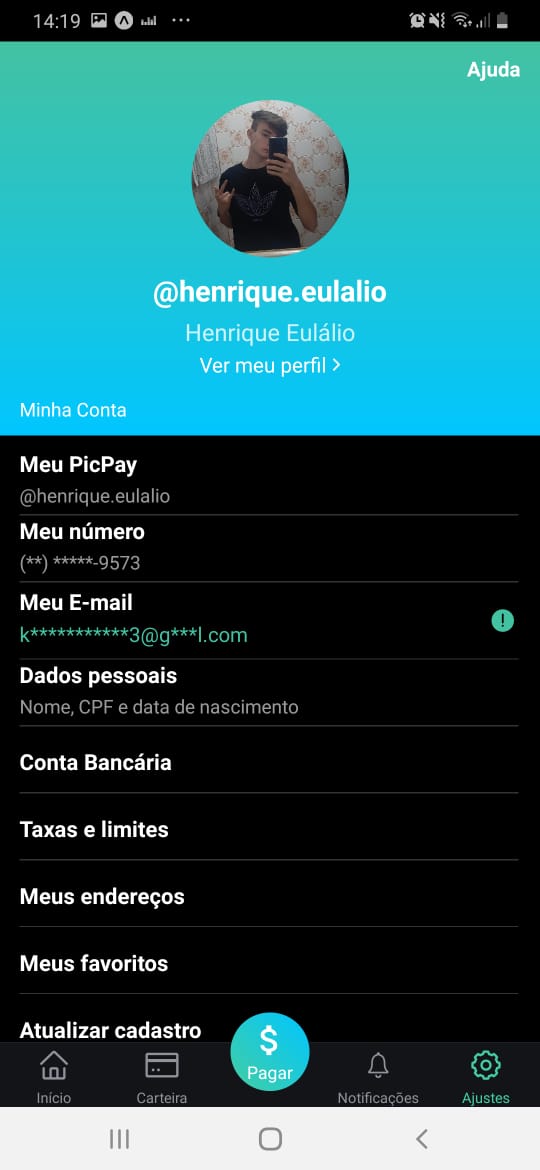 14:19
Ajuda
@henrique.eulalio
Henrique Eulálio
Ver meu perfil
Minha Conta
Meu PicPay
@henrique.eulalio
Meu número
(**) *****-9573
Meu E-mail
k***********3@g***l.com
Dados pessoais
Nome, CPF e data de nascimento
Conta Bancária
Taxas e limites
Meus endereços
Meus favoritos
Atualizar cadastro
$
Pagar
Início
Carteira
Notificações
Ajustes